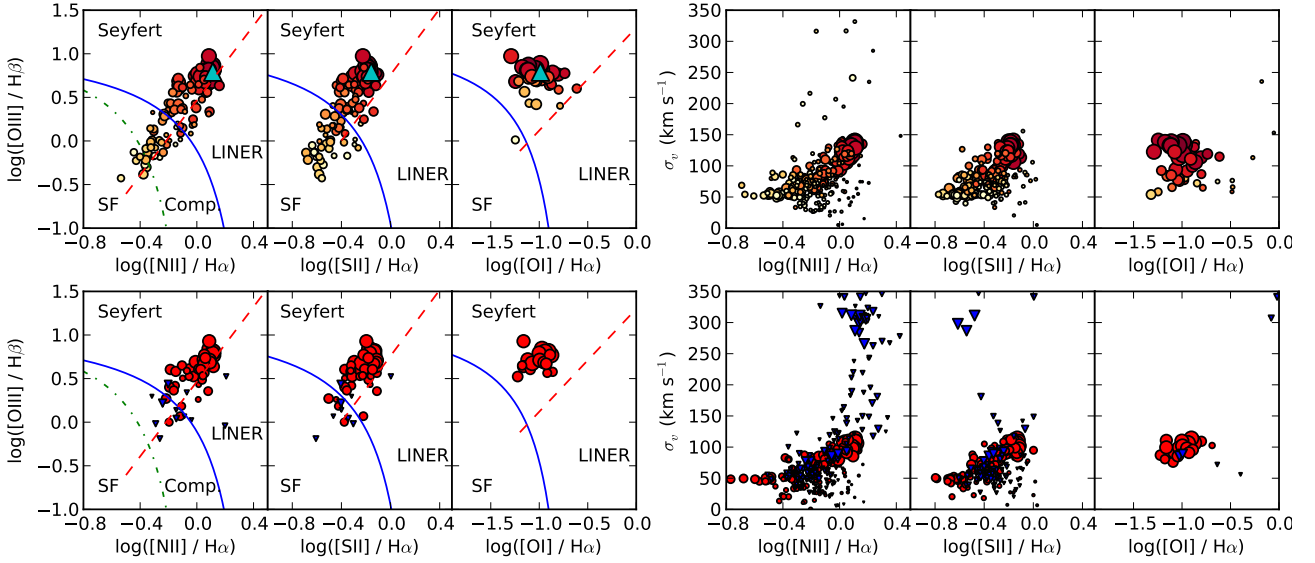 log([OIII] / Hβ)
1.5
1.0
0.5
0.0
−0.5
−1.0
Seyfert
LINER
SF
Comp
Seyfert
LINER
SF
Seyfert
LINER
SF
−0.8
−0.4
0.0
0.4
−0.8
−0.4
0.0
0.4
−1.5
−1.0
−0.5
0.0
log([NII] / Hα)
log([SII] / Hα)
log([OI] / Hα)
σv (km s−1)
350
300
250
200
150
100
50
0
−0.8
−0.4
0.0
0.4
−0.8
−0.4
0.0
0.4
−1.5
−1.0
−0.5
0.0
log([NII] / Hα)
log([SII] / Hα)
log([OI] / Hα)
log([OIII] / Hβ)
1.5
1.0
0.5
0.0
−0.5
−1.0
Seyfert
LINER
SF
Comp
Seyfert
LINER
SF
Seyfert
LINER
SF
−0.8
−0.4
0.0
0.4
−0.8
−0.4
0.0
0.4
−1.5
−1.0
−0.5
0.0
log([NII] / Hα)
log([SII] / Hα)
log([OI] / Hα)
σv (km s−1)
350
300
250
200
150
100
50
0
−0.8
−0.4
0.0
0.4
−0.8
−0.4
0.0
0.4
−1.5
−1.0
−0.5
0.0
log([NII] / Hα)
log([SII] / Hα)
log([OI] / Hα)